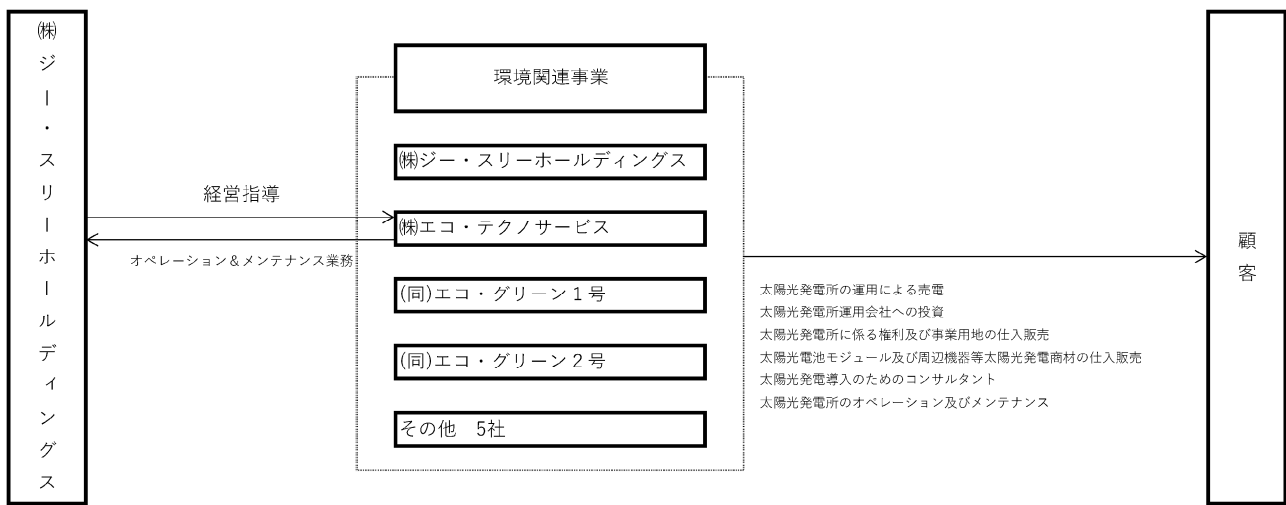 ㈱ジー・スリーホールディングス
環境関連事業
㈱ジー・スリーホールディングス
経営指導
㈱エコ・テクノサービス
オペレーション＆メンテナンス業務
(同)エコ・グリーン１号
(同)エコ・グリーン２号
その他　5社
太陽光発電所の運用による売電
太陽光発電所運用会社への投資
太陽光発電所に係る権利及び事業用地の仕入販売
太陽光電池モジュール及び周辺機器等太陽光発電商材の仕入販売
太陽光発電導入のためのコンサルタント
太陽光発電所のオペレーション及びメンテナンス
顧客